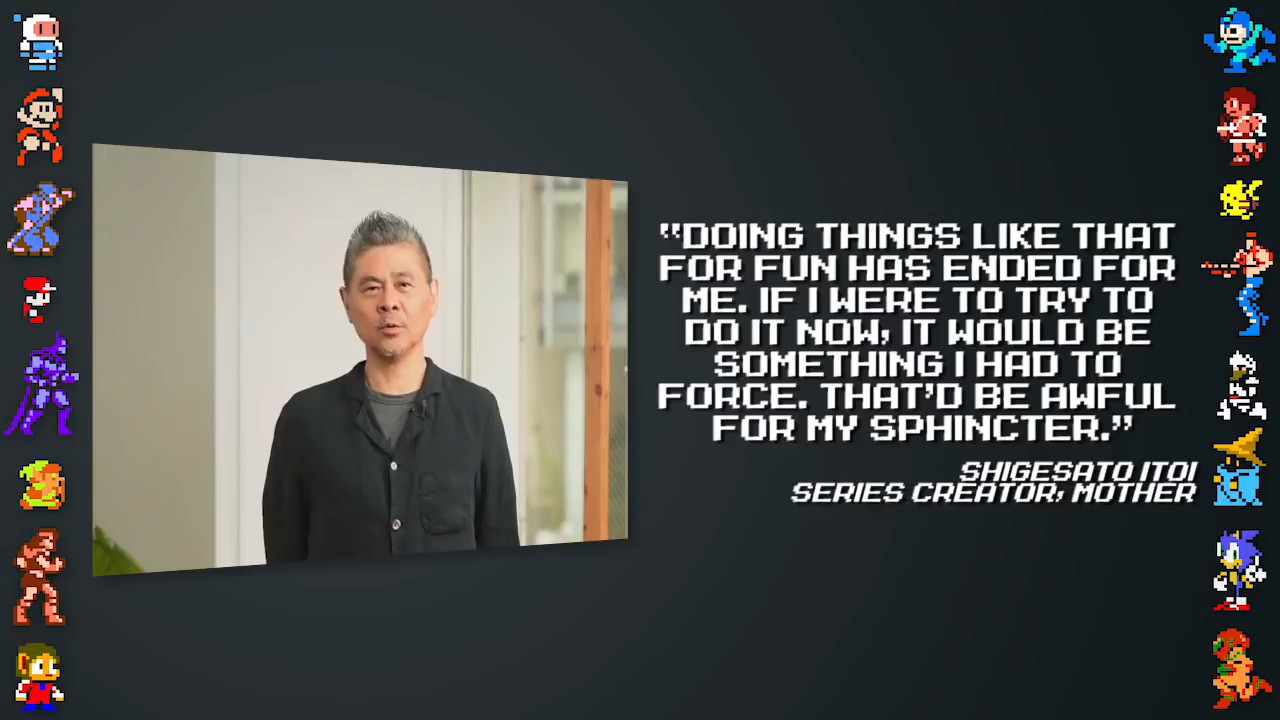 "DOING THINGS LIKE THAT
FOR FUN HAS ENDED FOR
ME. IF I WERE TO TRY TO
DO IT NOW, IT WOULD BE
SOMETHING I HAD TO
FORCE. THAT'D BE AWFUL
FOR MY SPHINCTER."
SHIGESATO ITOI
SERIES CREATOR, MOTHER